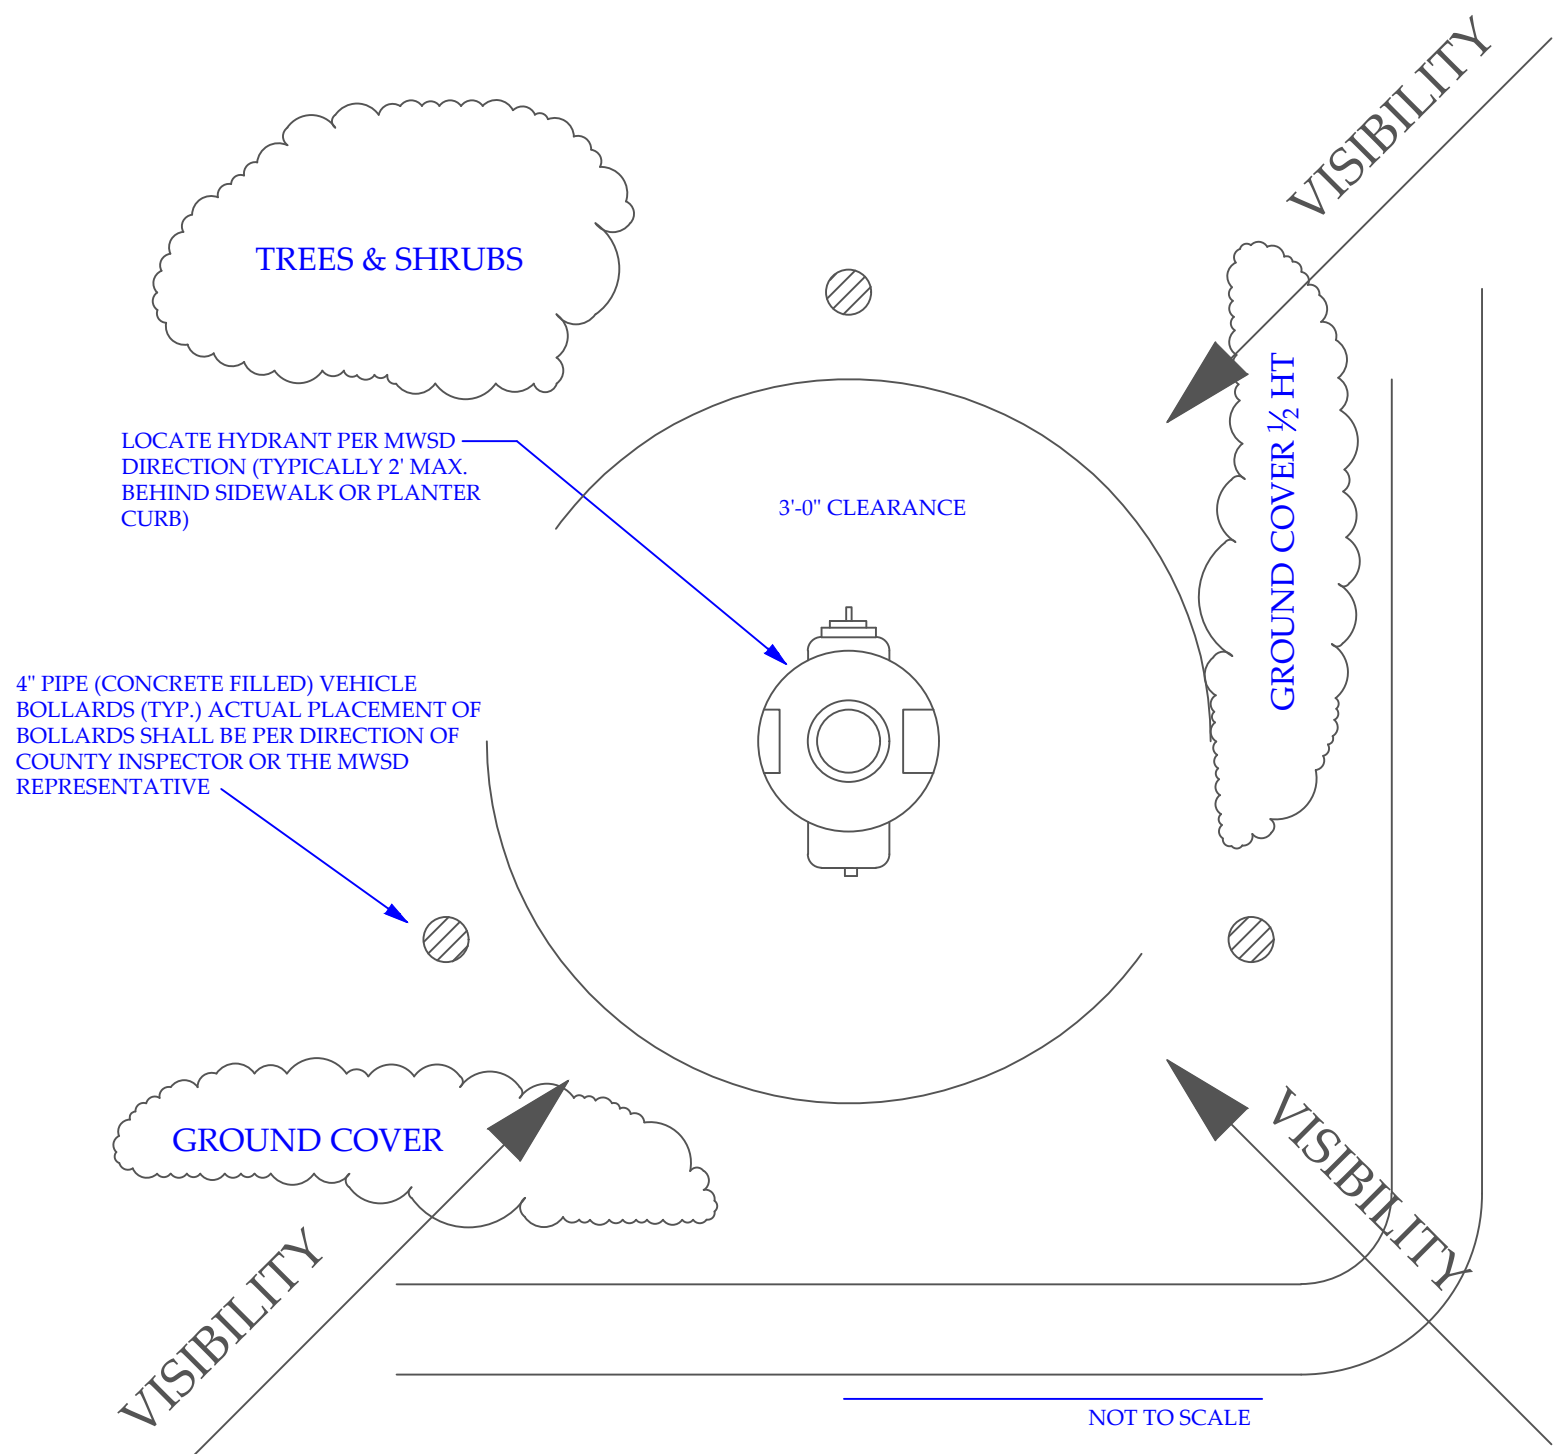 VISIBILITY
TREES & SHRUBS
LOCATE HYDRANT PER MWSD
DIRECTION (TYPICALLY 2' MAX.
BEHIND SIDEWALK OR PLANTER
CURB)
3'-0" CLEARANCE
GROUND COVER ½ HT
4" PIPE (CONCRETE FILLED) VEHICLE
BOLLARDS (TYP.) ACTUAL PLACEMENT OF
BOLLARDS SHALL BE PER DIRECTION OF
COUNTY INSPECTOR OR THE MWSD
REPRESENTATIVE
GROUND COVER
VISIBILITY
VISIBILITY
NOT TO SCALE